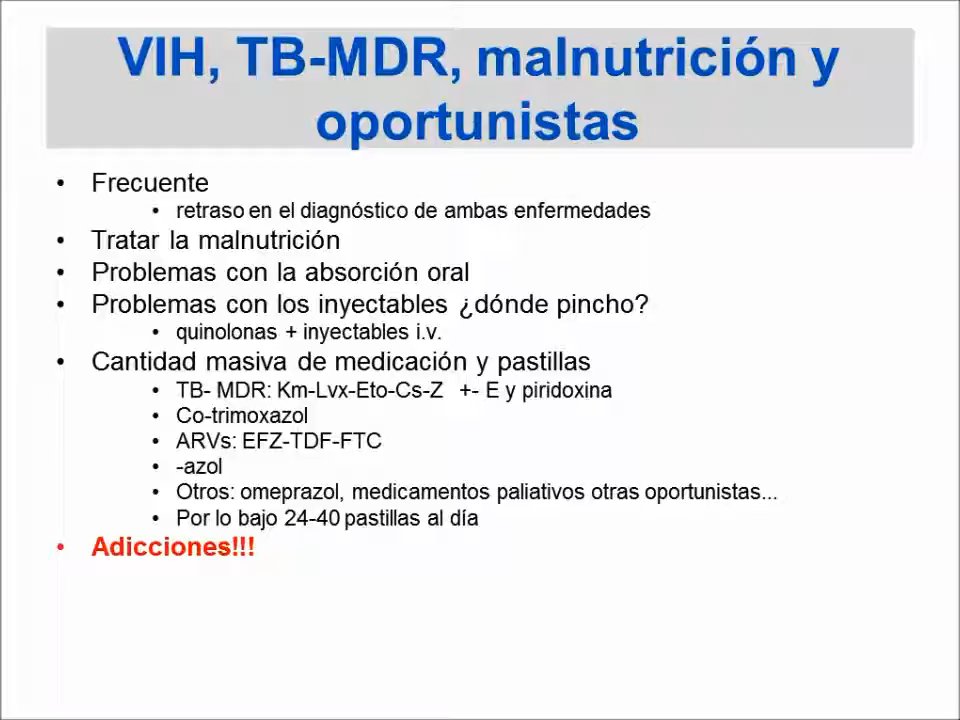 VIH, TB-MDR, malnutrición y
oportunistas
• Frecuente
• retraso en el diagnóstico de ambas enfermedades
• Tratar la malnutrición
• Problemas con la absorción oral
• Problemas con los inyectables ¿dónde pincho?
• quinolonas + inyectables i.v.
• Cantidad masiva de medicación y pastillas
• TB- MDR: Km-Lvx-Eto-Cs-Z +- E y piridoxina
• Co-trimoxazol
• ARVs: EFZ-TDF-FTC
• -azol
• Otros: omeprazol, medicamentos paliativos otras oportunistas...
• Por lo bajo 24-40 pastillas al día
• Adicciones!!!